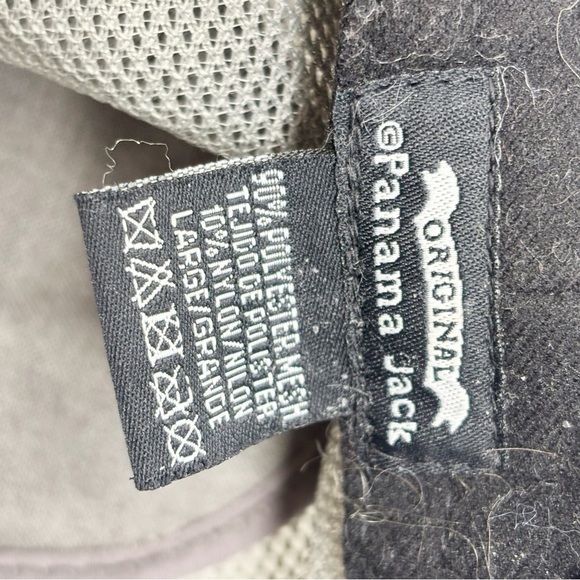 ORIGINAL
©Panama Jack
90% POLYESTER MESH
TEJIDO DE POLIESTER
10% NYLON/NILON
LARGE/GRANDE